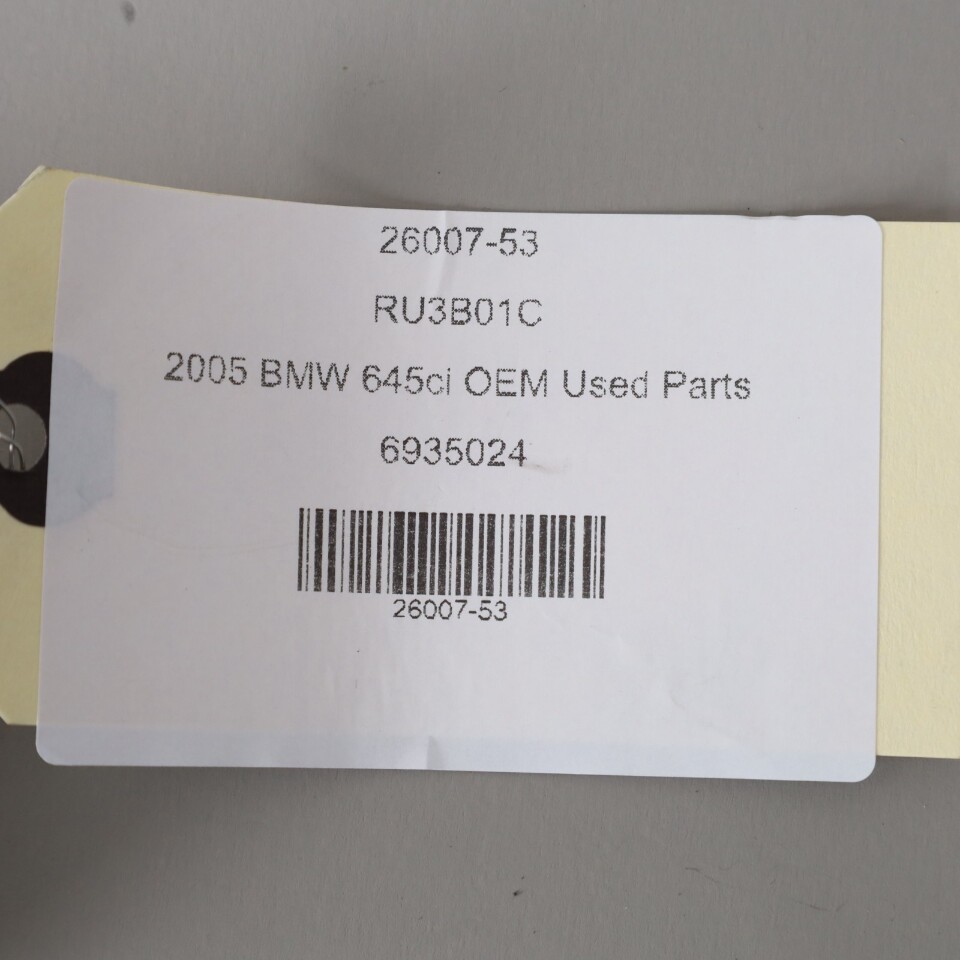 26007-53
RU3B01C
2005 BMW 645ci OEM Used Parts
6935024
26007-53